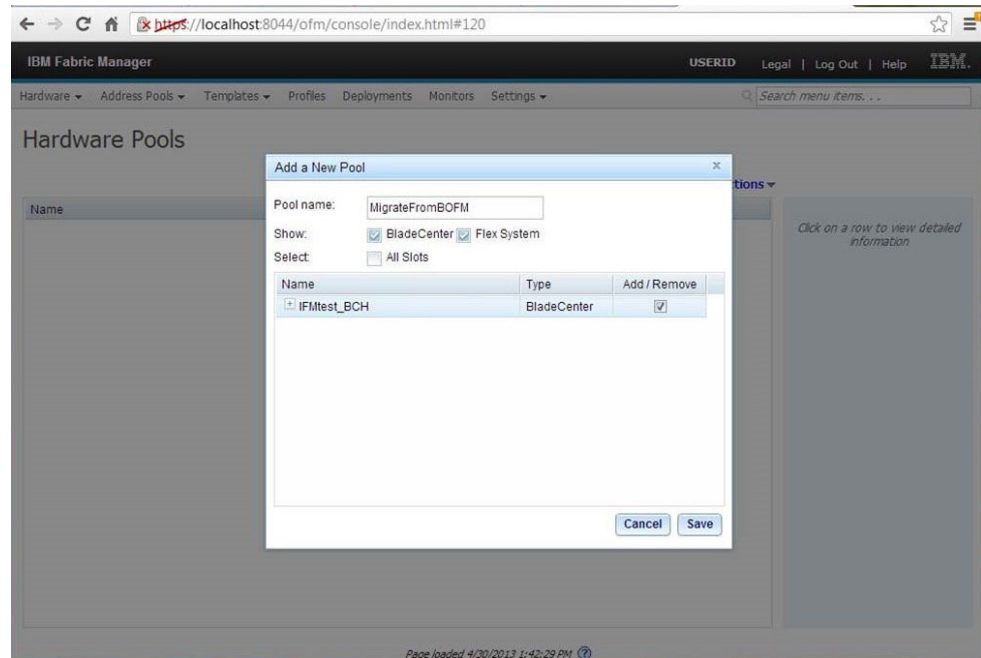 https://localhost:8044/ofm/console/index.html#120
IBM Fabric Manager USERID Legal | Log Out | Help IBM.
Hardware Address Pools Templates Profiles Deployments Monitors Settings Search menu items. . .
Hardware Pools
Add a New Pool x
tions
Name
Click on a row to view detailed
information
Pool name: MigrateFromBOFM
Show: BladeCenter Flex System
Select: All Slots
Name Type Add / Remove
IFMtest_BCH BladeCenter
Cancel Save
Page loaded 4/30/2013 1:42:29 PM ?